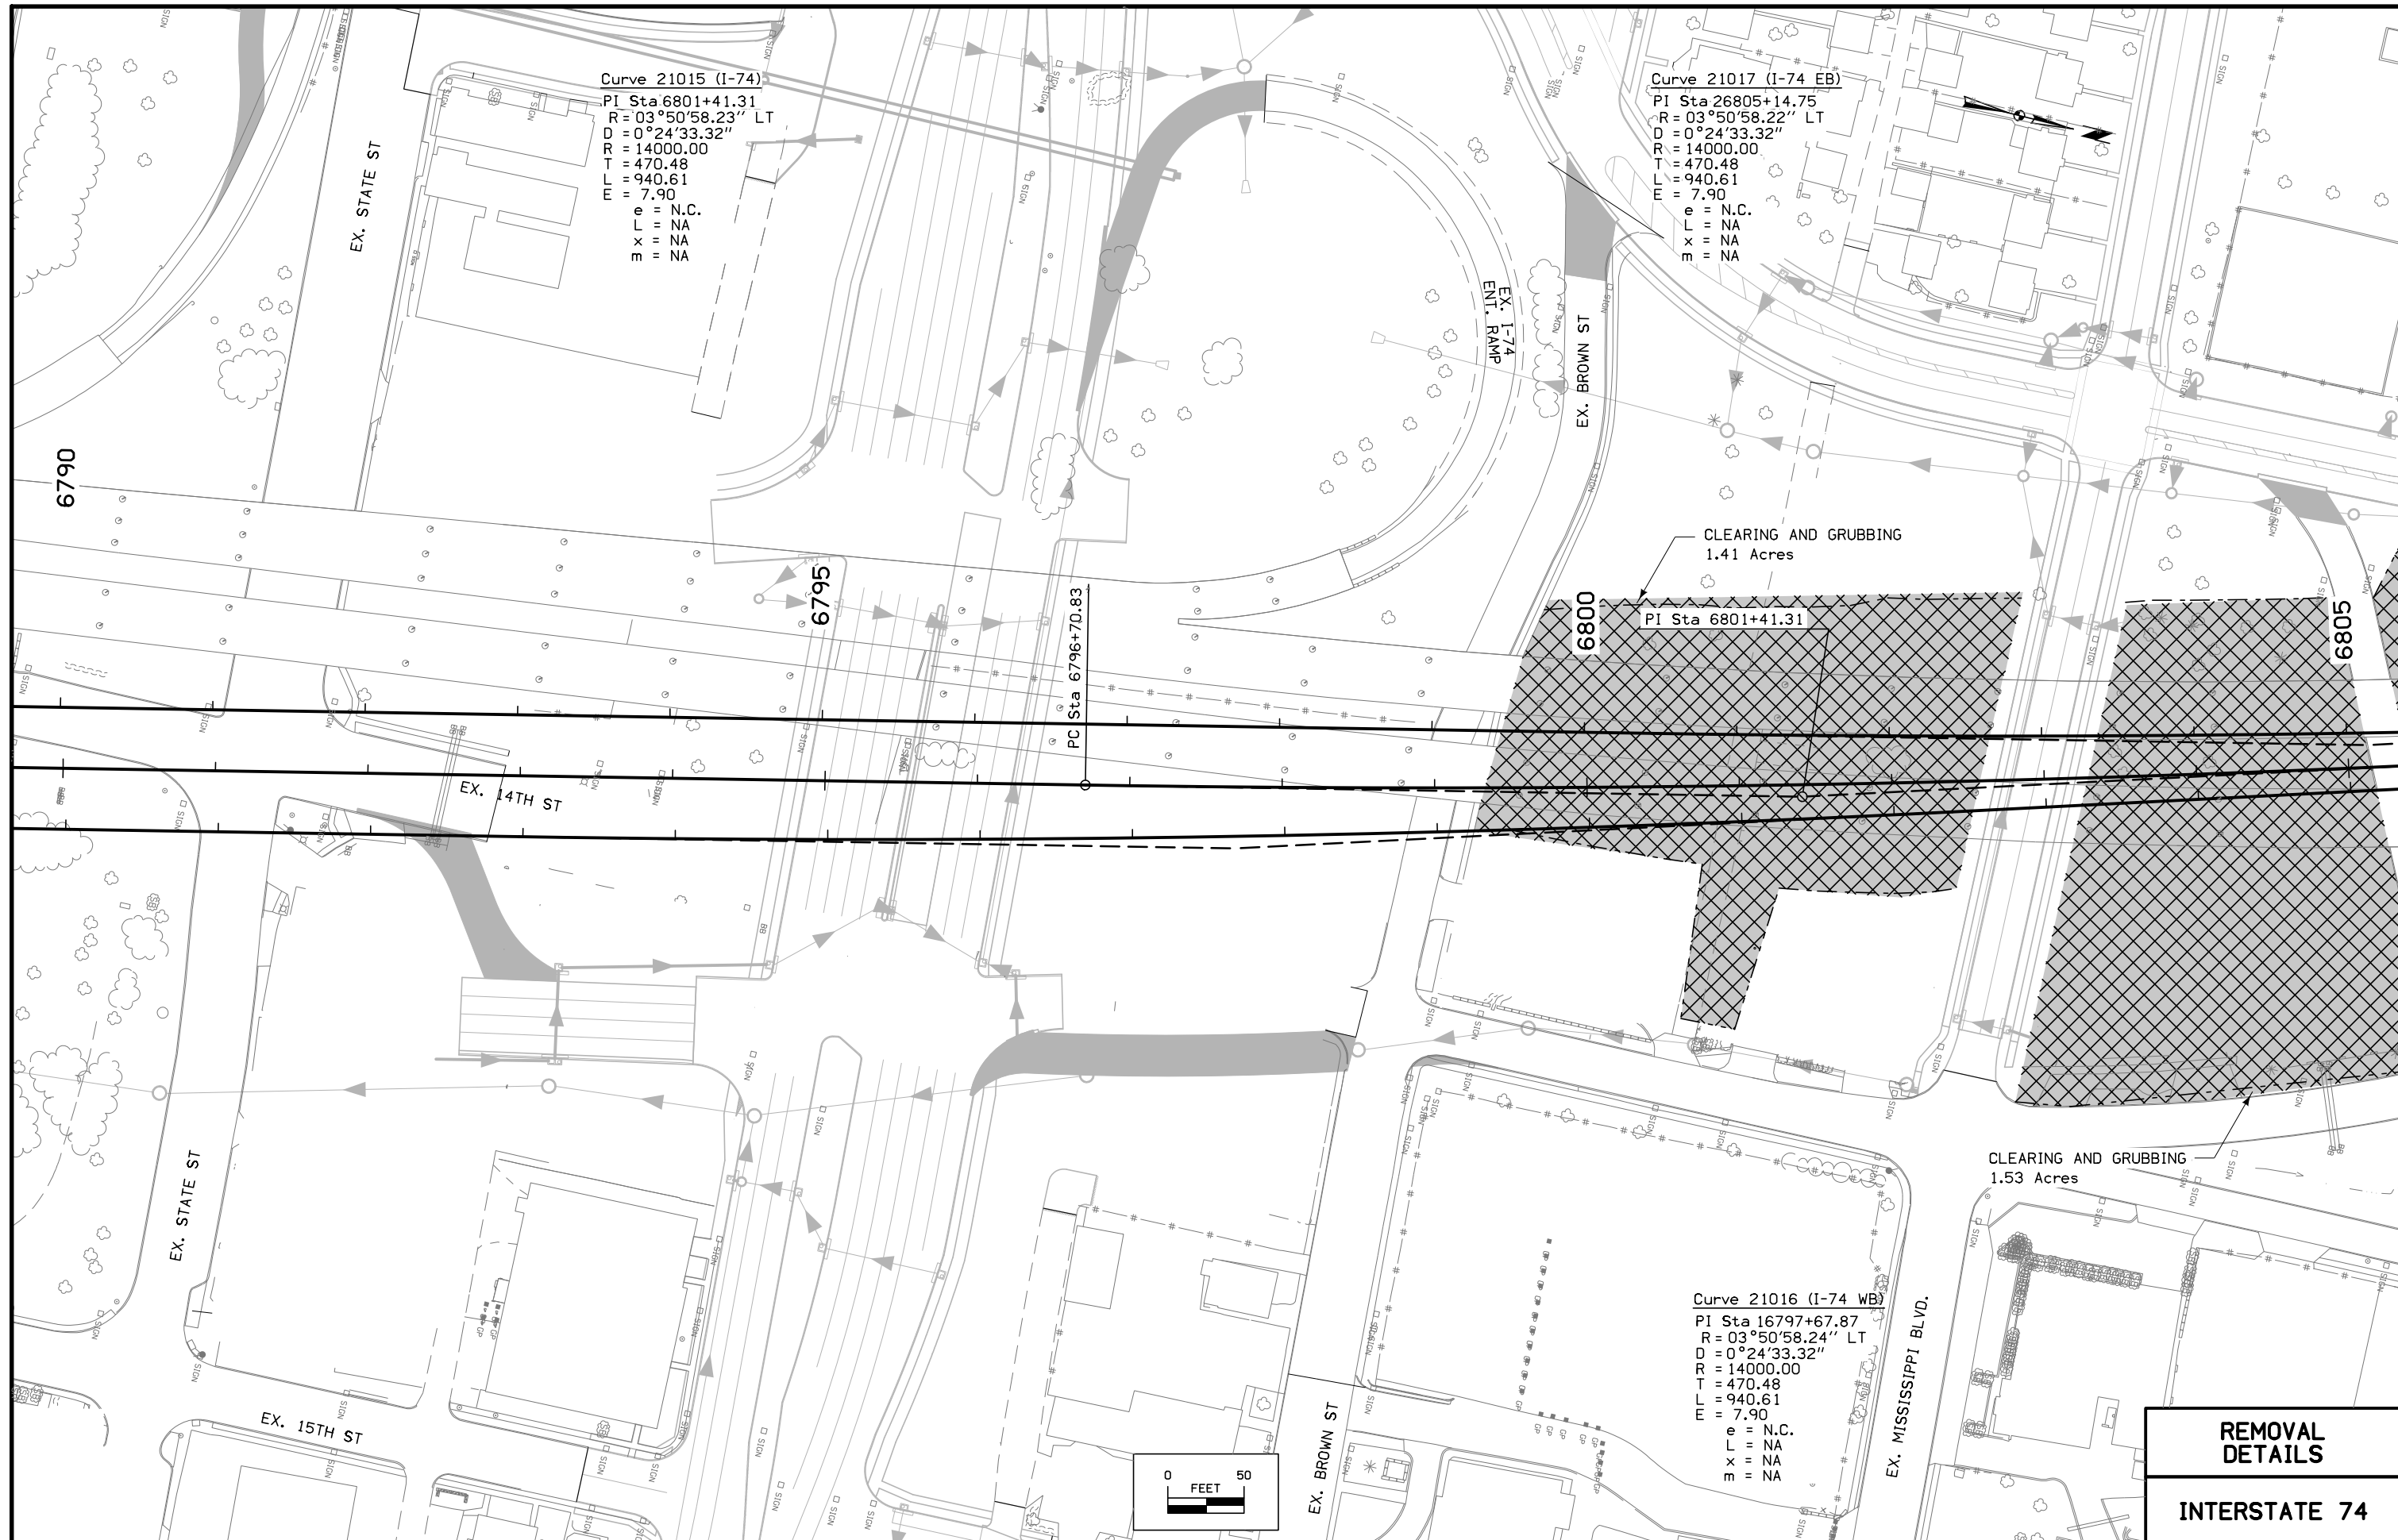 Curve 21015 (I-74)
PI Sta 6801+41.31
R = 03°50'58.23'' LT
D = 0°24'33.32''
R = 14000.00
T = 470.48
L = 940.61
E = 7.90
e = N.C.
L = NA
x = NA
m = NA
Curve 21017 (I-74 EB)
PI Sta 26805+14.75
R = 03°50'58.22'' LT
D = 0°24'33.32''
R = 14000.00
T = 470.48
L = 940.61
E = 7.90
e = N.C.
L = NA
x = NA
m = NA
EX. STATE ST
EX. I-74
ENT. RAMP
EX. BROWN ST
6790
6795
6800
6805
CLEARING AND GRUBBING
1.41 Acres
PI Sta 6801+41.31
PC Sta 6796+70.83
EX. 14TH ST
EX. STATE ST
CLEARING AND GRUBBING
1.53 Acres
Curve 21016 (I-74 WB)
PI Sta 16797+67.87
R = 03°50'58.24'' LT
D = 0°24'33.32''
R = 14000.00
T = 470.48
L = 940.61
E = 7.90
e = N.C.
L = NA
x = NA
m = NA
EX. 15TH ST
EX. BROWN ST
EX. MISSISSIPPI BLVD.
0 50
FEET
REMOVAL
DETAILS
INTERSTATE 74